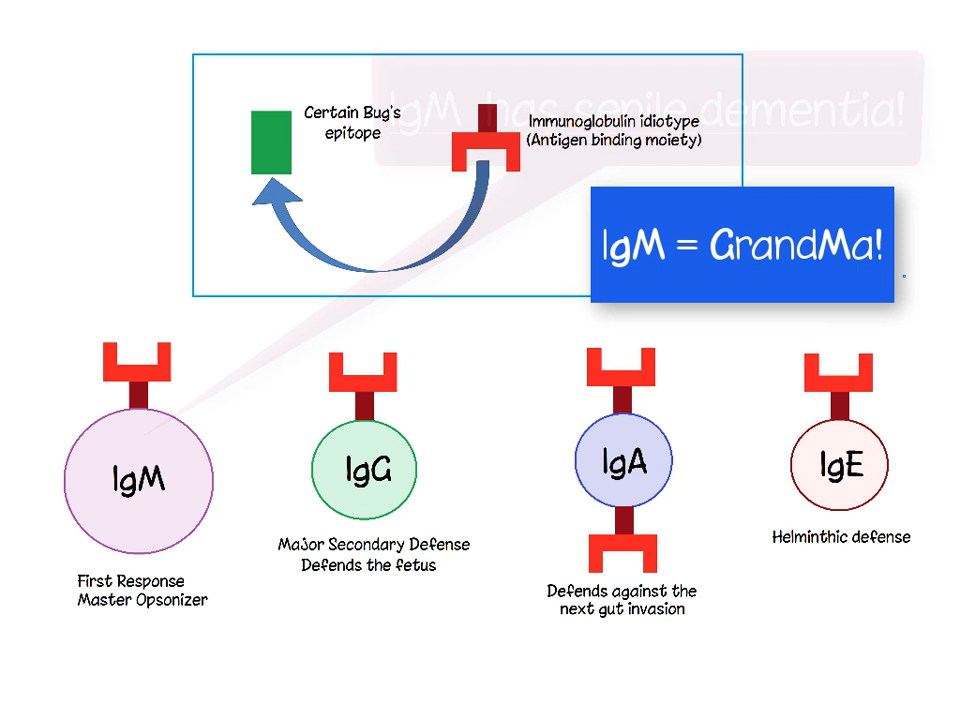 IgM has senile dementia!
Certain Bug's
epitope
Immunoglobulin idiotype
(Antigen binding moiety)
IgM = GrandMa!
IgM
IgG
IgA
IgE
First Response
Master Opsonizer
Major Secondary Defense
Defends the fetus
Defends against the
next gut invasion
Helminthic defense